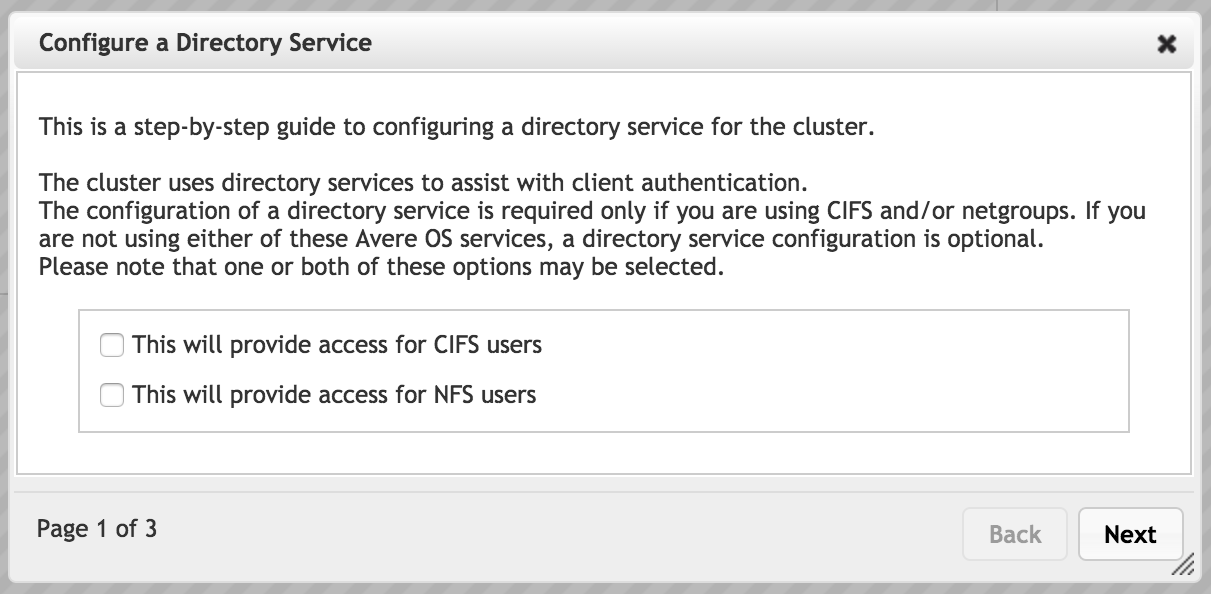 Configure a Directory Service
This is a step-by-step guide to configuring a directory service for the cluster.
The cluster uses directory services to assist with client authentication.
The configuration of a directory service is required only if you are using CIFS and/or netgroups. If you
are not using either of these Avere OS services, a directory service configuration is optional.
Please note that one or both of these options may be selected.
This will provide access for CIFS users
This will provide access for NFS users
Page 1 of 3
Back
Next